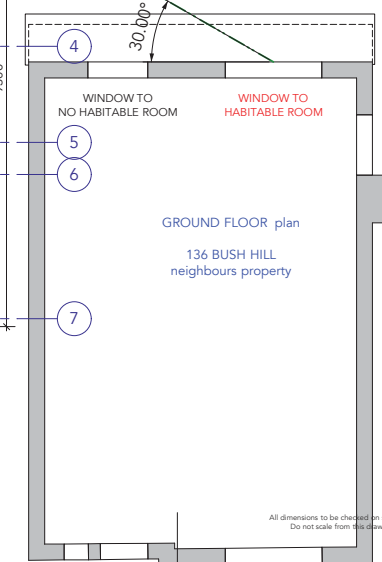 30.00°
4
WINDOW TO
NO HABITABLE ROOM
WINDOW TO
HABITABLE ROOM
5
6
GROUND FLOOR plan
136 BUSH HILL
neighbours property
7
All dimensions to be checked on
Do not scale from this